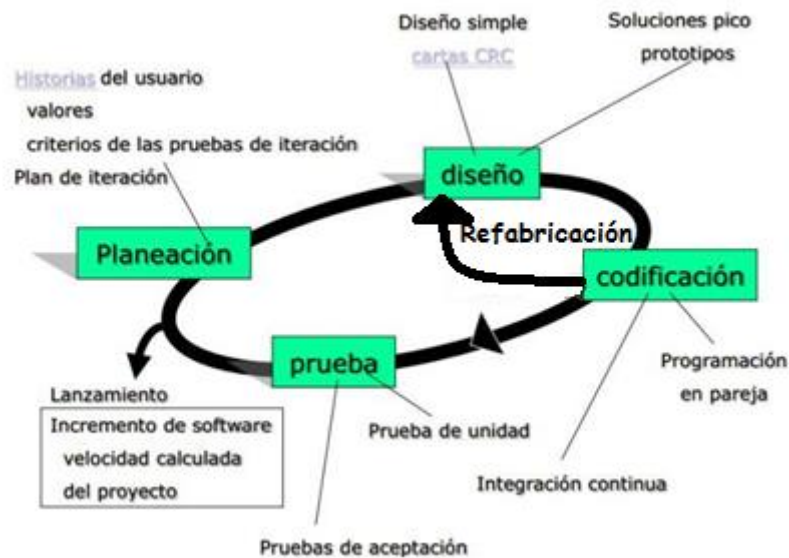 Diseño simple
cartas CRC
Soluciones pico
prototipos
Historias del usuario
valores
criterios de las pruebas de iteración
Plan de iteración
diseño
Refabricación
Planeación
codificación
prueba
Programación
en pareja
Lanzamiento
Incremento de software
velocidad calculada
del proyecto
Prueba de unidad
Integración continua
Pruebas de aceptación